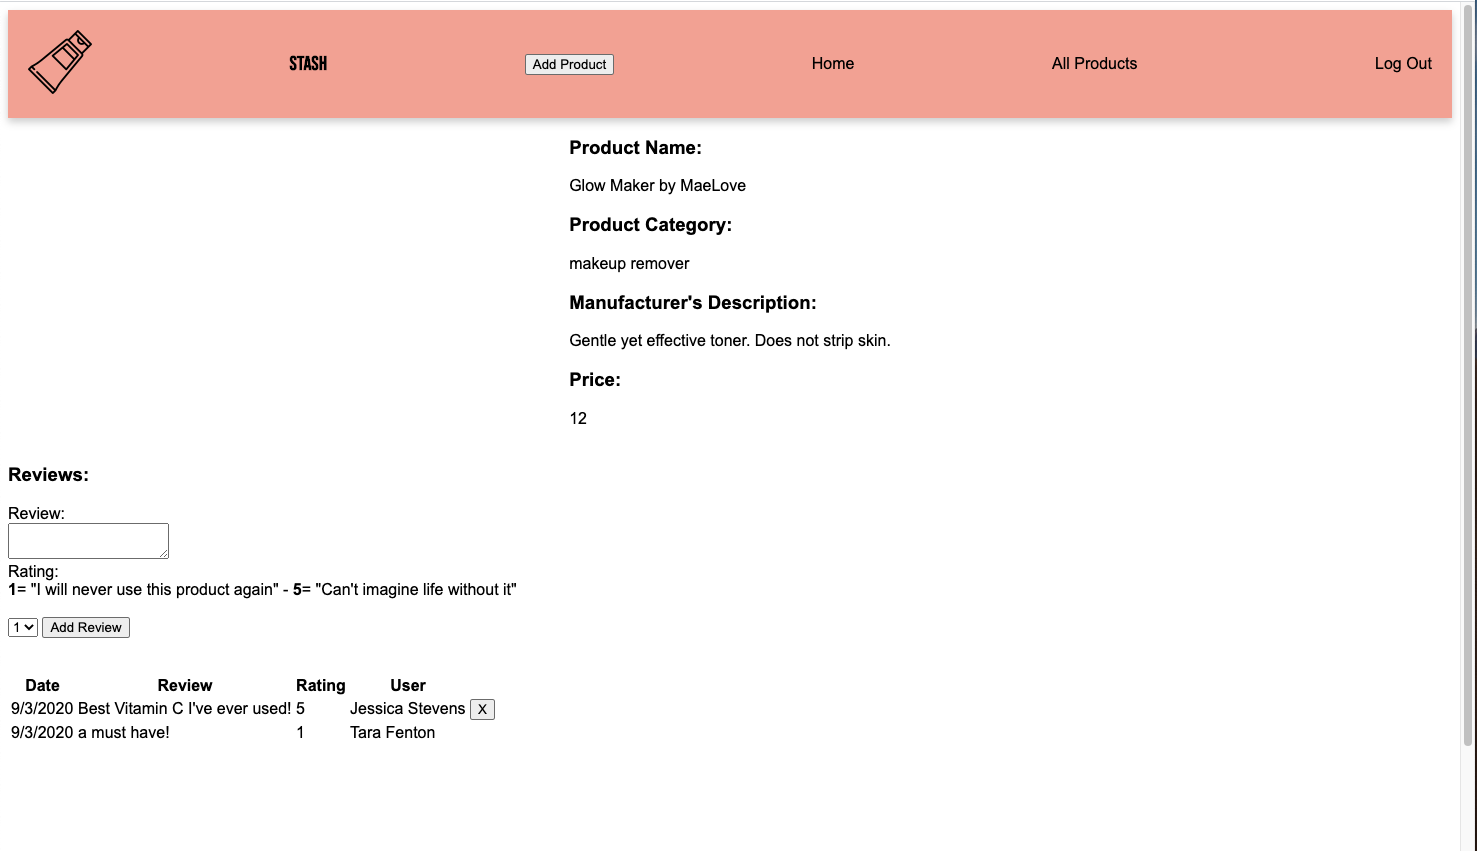 STASH Add Product Home All Products Log Out
Product Name:
Glow Maker by MaeLove
Product Category:
makeup remover
Manufacturer's Description:
Gentle yet effective toner. Does not strip skin.
Price:
12
Reviews:
Review:
Rating:
1= "I will never use this product again" - 5= "Can't imagine life without it"
1 Add Review
Date Review Rating User
9/3/2020 Best Vitamin C I've ever used! 5 Jessica Stevens X
9/3/2020 a must have! 1 Tara Fenton